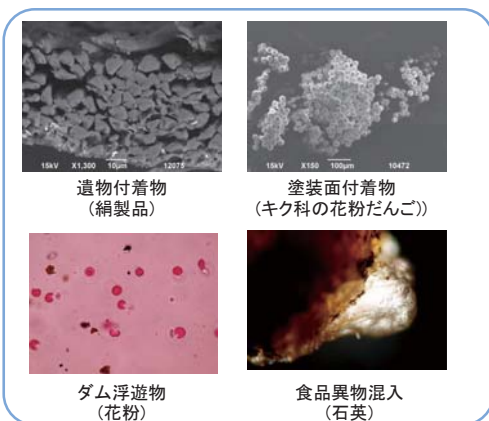 15kV X1,300 10μm 12075
15kV X150 100μm 10472
遺物付着物
(絹製品)
塗装面付着物
(キク科の花粉だんご))
ダム浮遊物
(花粉)
食品異物混入
(石英)